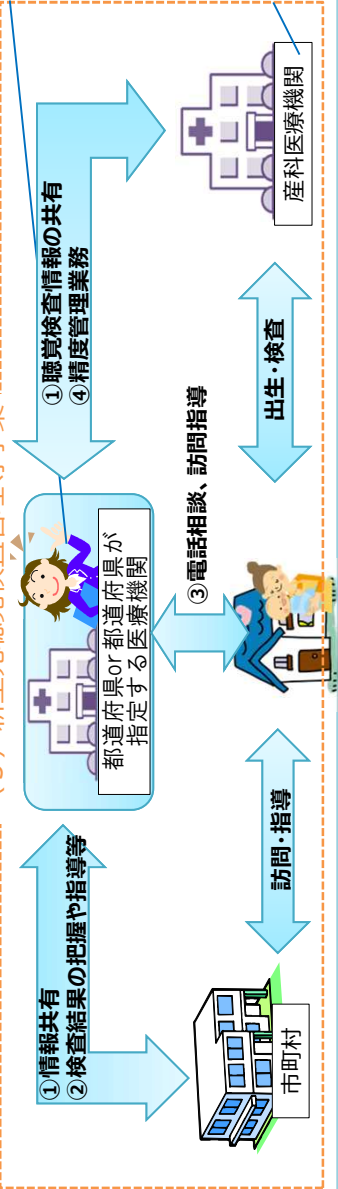 ①情報共有
②検査結果の把握や指導等
都道府県or都道府県が
指定する医療機関
①聴覚検査情報の共有
④精度管理業務
③電話相談、訪問指導
市町村
訪問・指導
出生・検査
産科医療機関